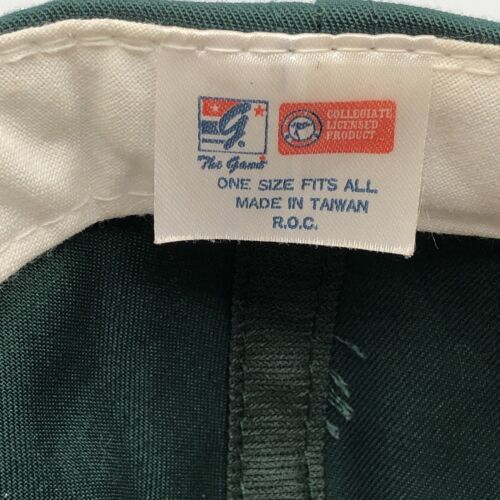 G.
The Game
COLLEGIATE
LICENSED
PRODUCT
ONE SIZE FITS ALL
MADE IN TAIWAN
R.O.C.